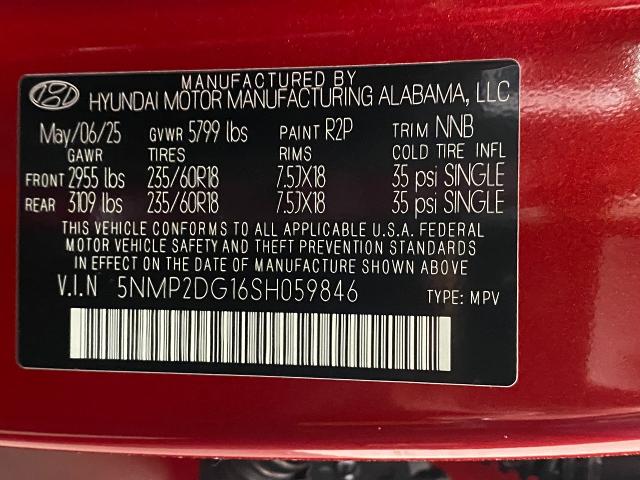 MANUFACTURED BY
HYUNDAI MOTOR MANUFACTURING ALABAMA, LLC
May/06/25 GVWR 5799 lbs PAINT R2P TRIM NNB
GAWR TIRES RIMS COLD TIRE INFL
FRONT 2955 lbs 235/60R18 7.5JX18 35 psi SINGLE
REAR 3109 lbs 235/60R18 7.5JX18 35 psi SINGLE
THIS VEHICLE CONFORMS TO ALL APPLICABLE U.S.A. FEDERAL
MOTOR VEHICLE SAFETY AND THEFT PREVENTION STANDARDS
IN EFFECT ON THE DATE OF MANUFACTURE SHOWN ABOVE
V.I.N 5NMP2DG16SH059846 TYPE: MPV